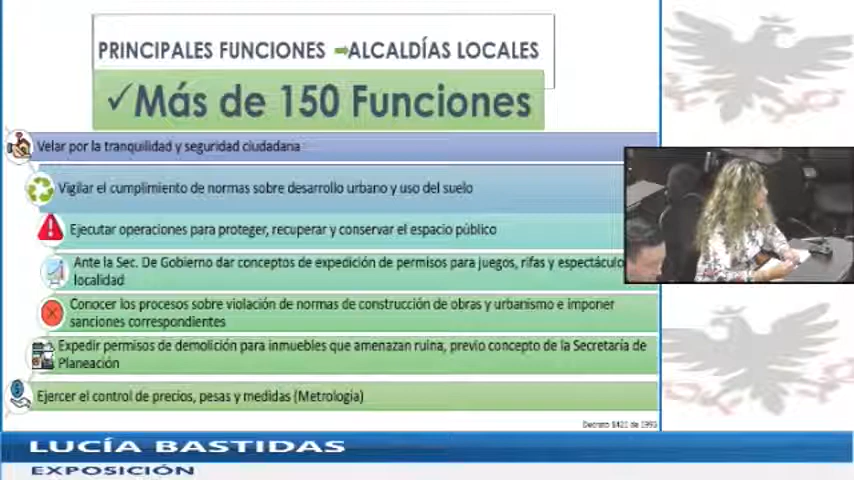 PRINCIPALES FUNCIONES ALCALDÍAS LOCALES
Más de 150 Funciones
Velar por la tranquilidad y seguridad ciudadana
Vigilar el cumplimiento de normas sobre desarrollo urbano y uso del suelo
Ejecutar operaciones para proteger, recuperar y conservar el espacio público
Ante la Sec. De Gobierno dar conceptos de expedición de permisos para juegos, rifas y espectáculo
localidad
Conocer los procesos sobre violación de normas de construcción de obras y urbanismo e imponer
sanciones correspondientes
Expedir permisos de demolición para inmuebles que amenazan ruina, previo concepto de la Secretaría de
Planeación
Ejercer el control de precios, pesas y medidas (Metrología)
Decreto 1421 de 1993
LUCÍA BASTIDAS
EXPOSICIÓN